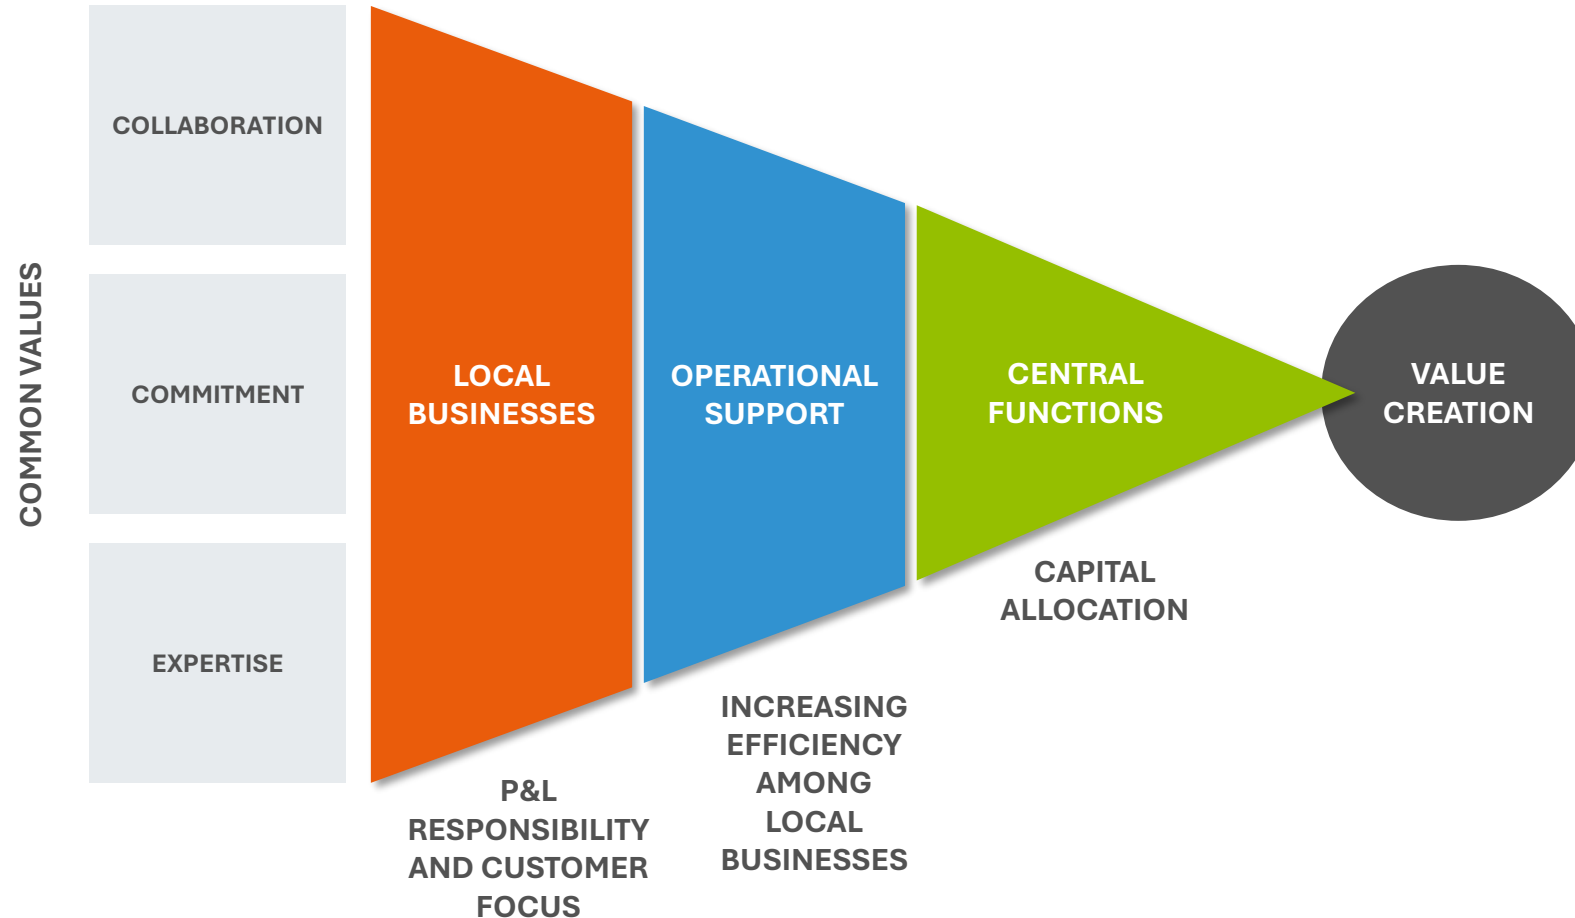 COMMON VALUES
COLLABORATION
COMMITMENT
EXPERTISE
LOCAL
BUSINESSES
OPERATIONAL
SUPPORT
CENTRAL
FUNCTIONS
VALUE
CREATION
P&L
RESPONSIBILITY
AND CUSTOMER
FOCUS
INCREASING
EFFICIENCY
AMONG
LOCAL
BUSINESSES
CAPITAL
ALLOCATION